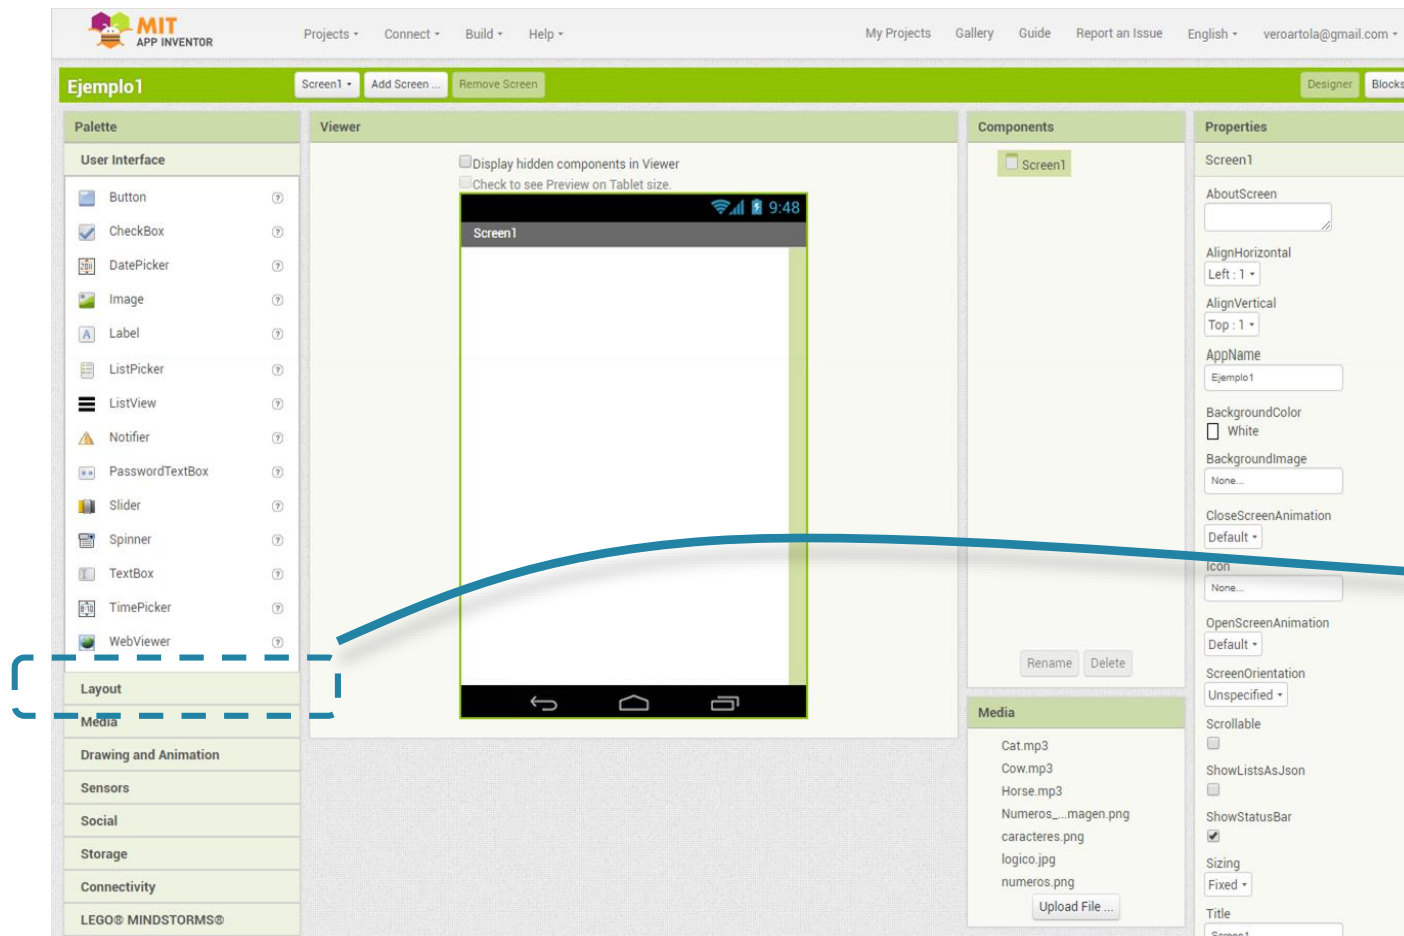 MIT
APP INVENTOR
Projects
Connect
Build
Help
My Projects
Gallery
Guide
Report an Issue
English
veroartola@gmail.com
Ejemplo1
Screen1
Add Screen ...
Remove Screen
Designer
Blocks
Palette
User Interface
Button
CheckBox
DatePicker
Image
Label
ListPicker
ListView
Notifier
PasswordTextBox
Slider
Spinner
TextBox
TimePicker
WebViewer
Layout
Media
Drawing and Animation
Sensors
Social
Storage
Connectivity
LEGO® MINDSTORMS®
Viewer
Display hidden components in Viewer
Check to see Preview on Tablet size.
9:48
Screen1
Components
Screen1
Rename
Delete
Media
Cat.mp3
Cow.mp3
Horse.mp3
Numeros_...magen.png
caracteres.png
logico.jpg
numeros.png
Upload File ...
Properties
Screen1
AboutScreen
AlignHorizontal
Left : 1
AlignVertical
Top : 1
AppName
Ejemplo1
BackgroundColor
White
BackgroundImage
None...
CloseScreenAnimation
Default
Icon
None...
OpenScreenAnimation
Default
ScreenOrientation
Unspecified
Scrollable
ShowListsAsJson
ShowStatusBar
Sizing
Fixed
Title
Screen1